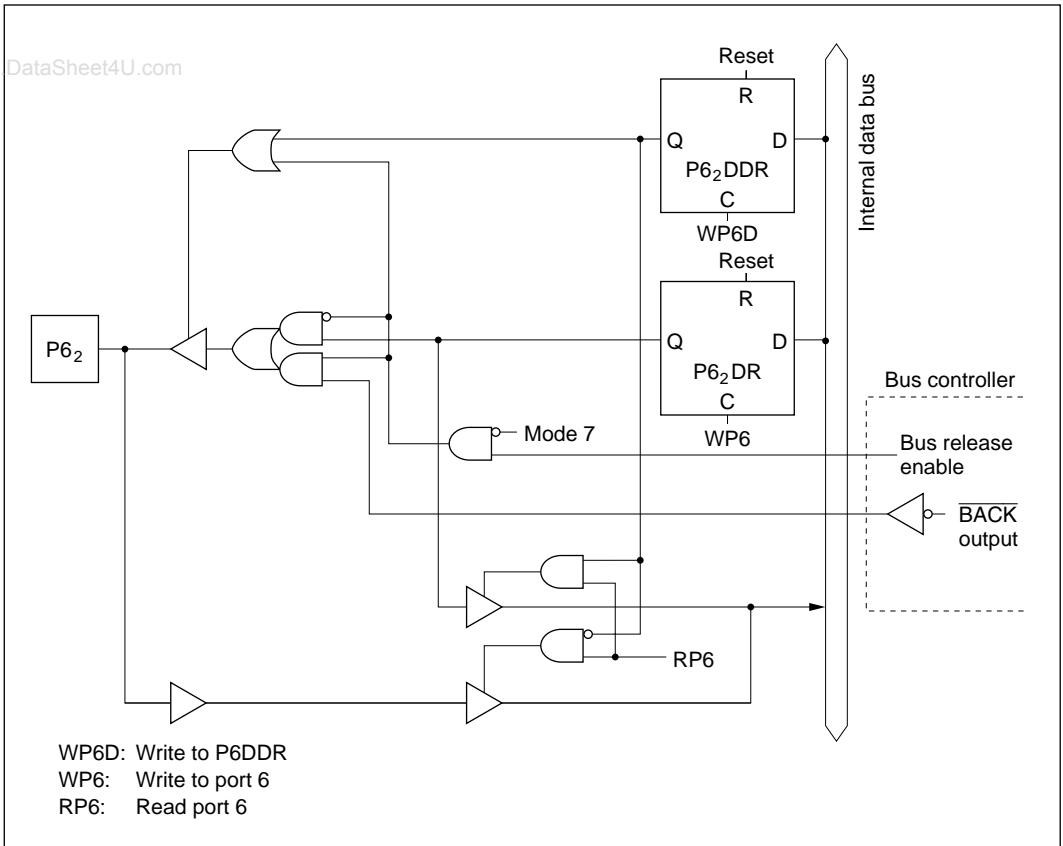 DataSheet4U.com
Reset
R
Q D
P6₂DDR
C
WP6D
Internal data bus
Reset
R
Q D
P6₂DR
C
WP6
P6₂
Mode 7
Bus controller
Bus release
enable
BACK
output
RP6
WP6D: Write to P6DDR
WP6: Write to port 6
RP6: Read port 6